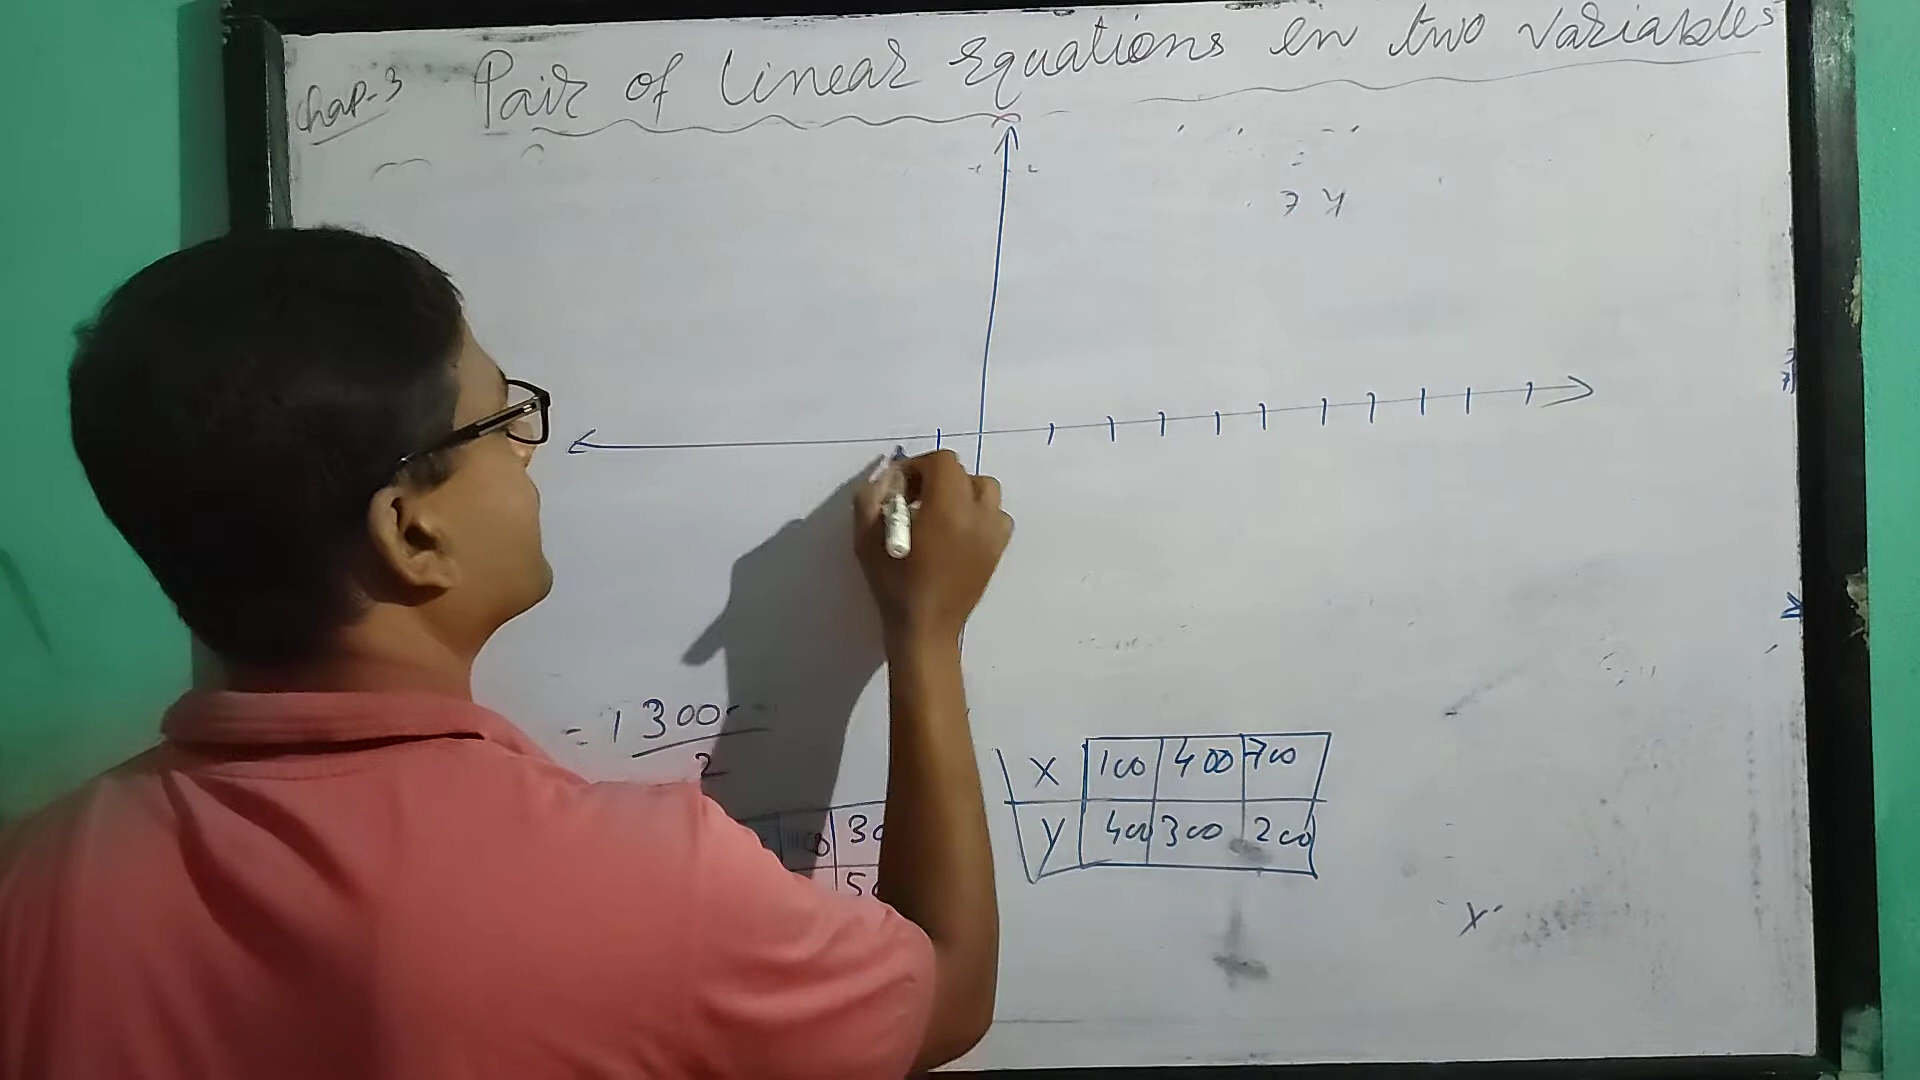 Chap-3 Pair of Linear Equations in two variables
= 1300
2
x 100 400 700
y 400 300 200
x